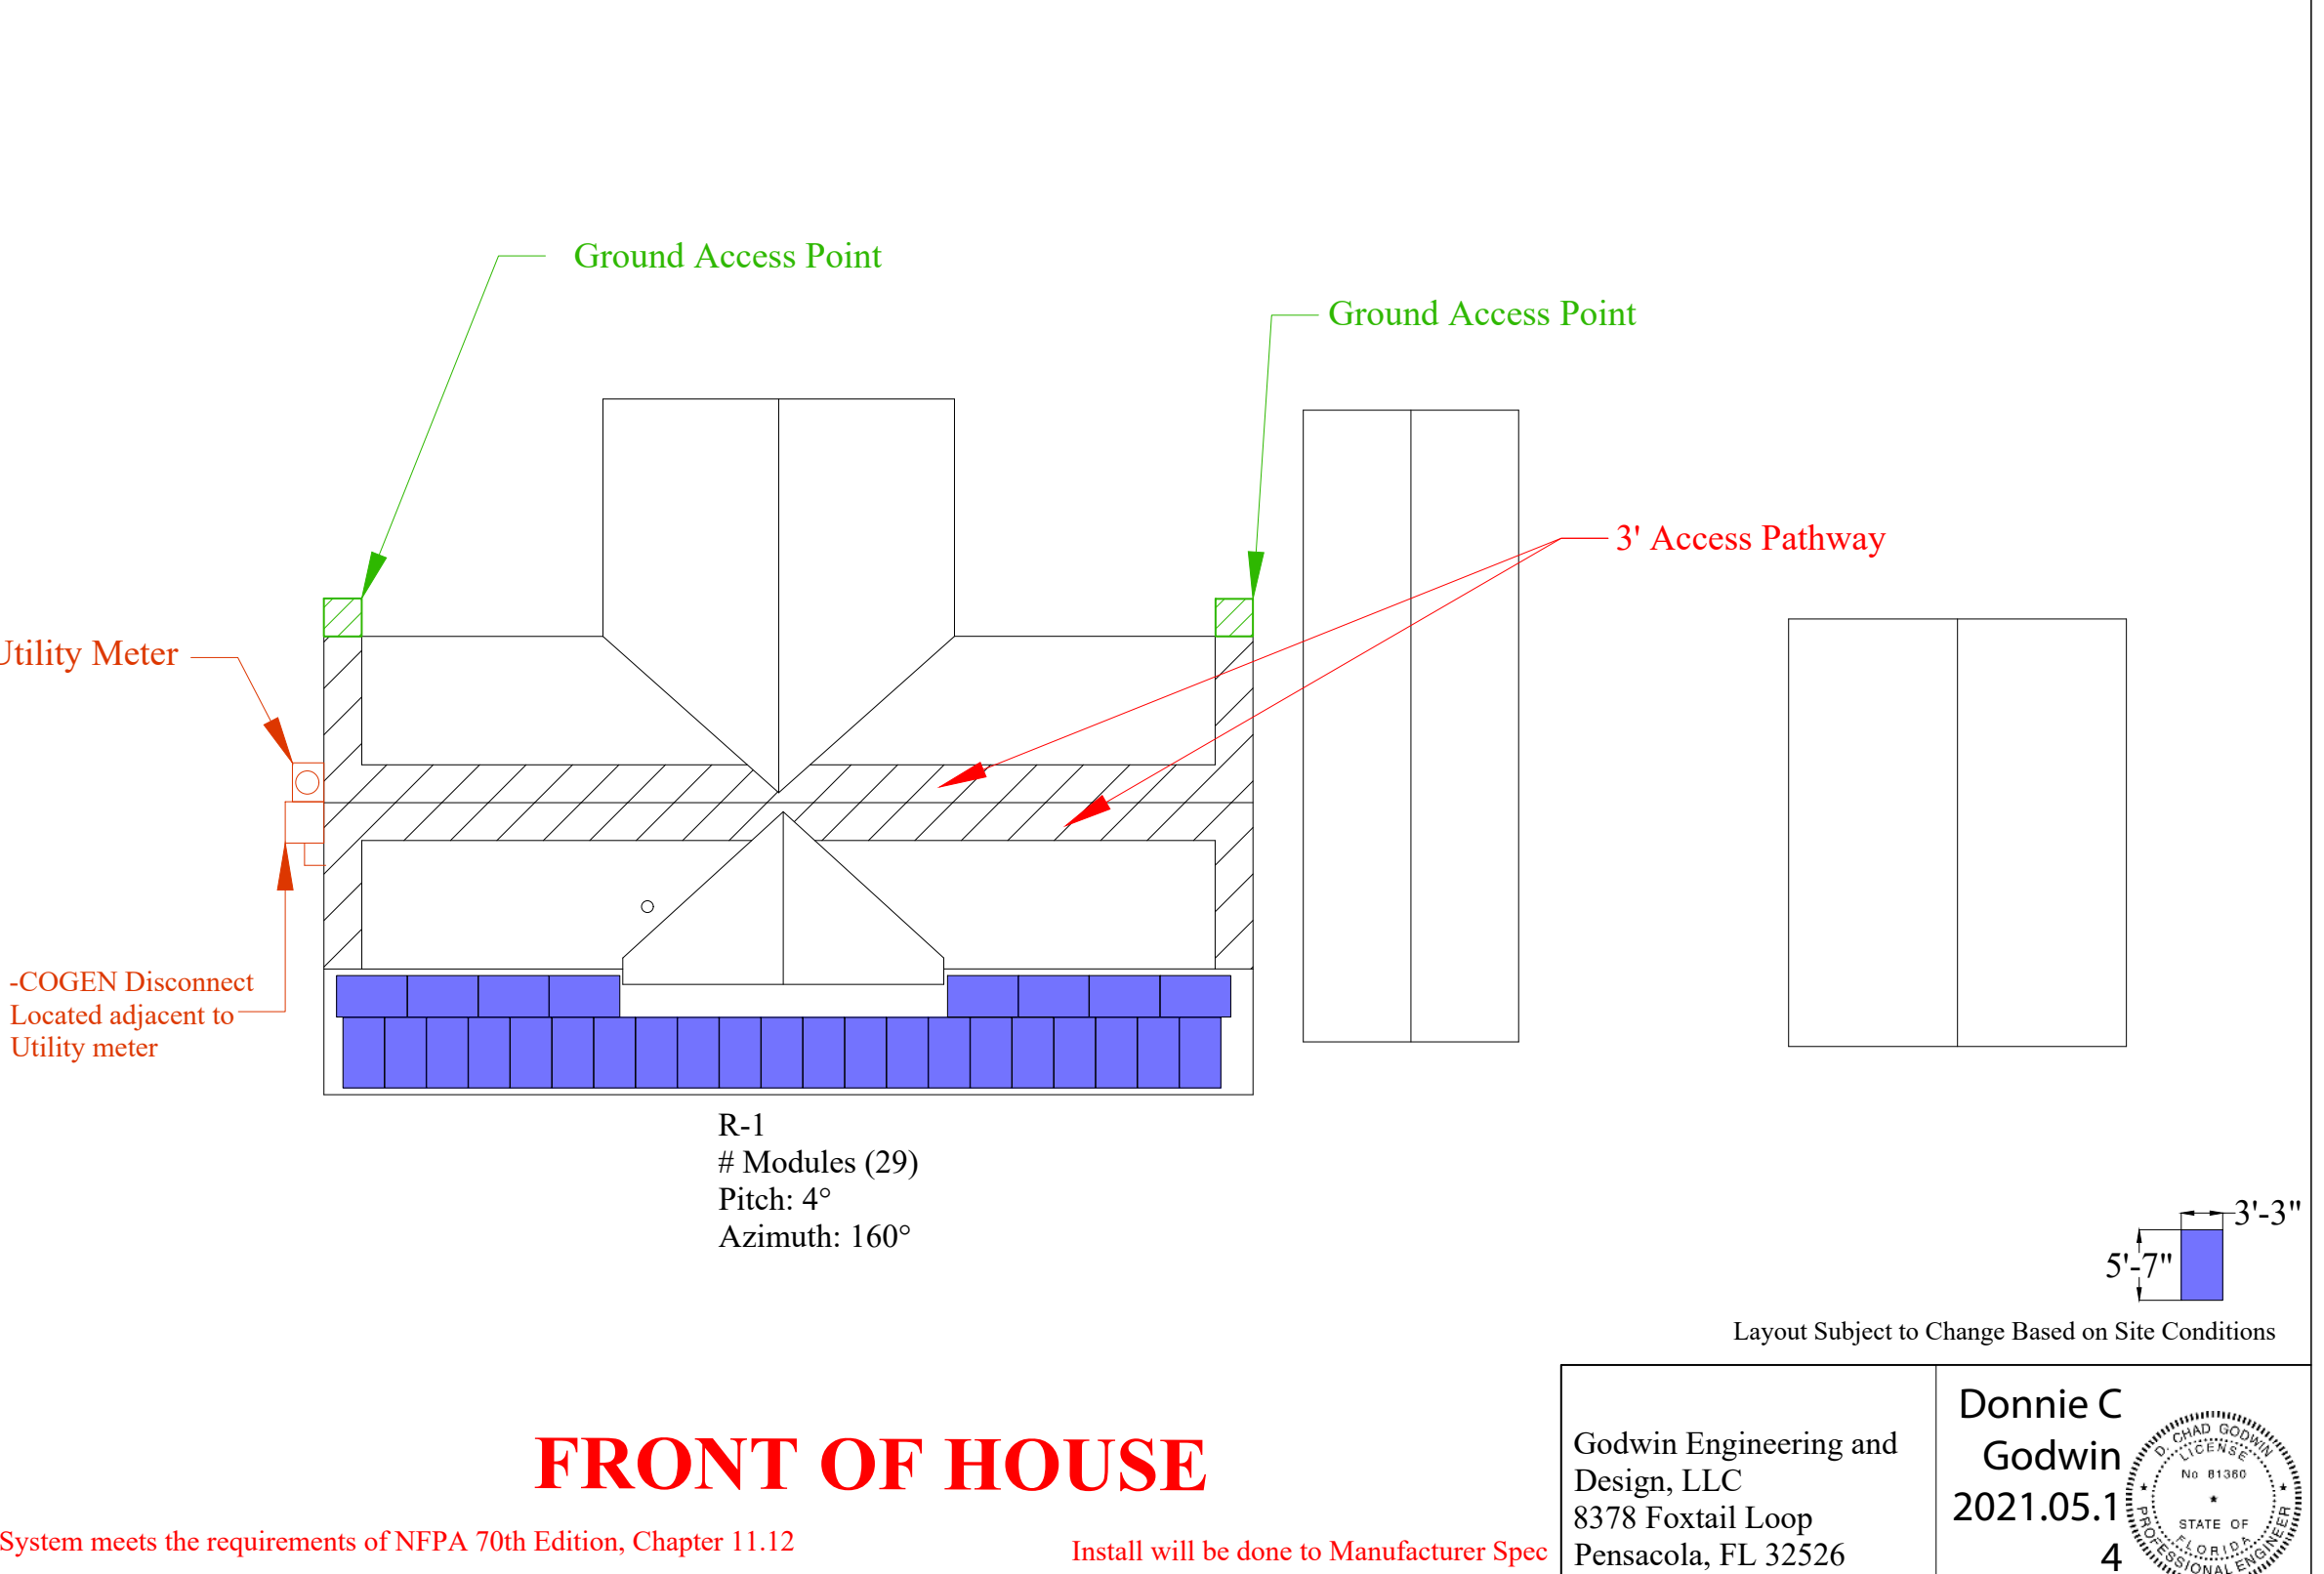 Ground Access Point
Ground Access Point
3' Access Pathway
Utility Meter
-COGEN Disconnect
Located adjacent to
Utility meter
R-1
# Modules (29)
Pitch: 4°
Azimuth: 160°
3'-3"
5'-7"
Layout Subject to Change Based on Site Conditions
FRONT OF HOUSE
System meets the requirements of NFPA 70th Edition, Chapter 11.12
Install will be done to Manufacturer Spec
Godwin Engineering and
Design, LLC
8378 Foxtail Loop
Pensacola, FL 32526
Donnie C
Godwin
2021.05.1
4
D. CHAD GODWIN
LICENSE
No 81360
STATE OF
FLORIDA
PROFESSIONAL ENGINEER